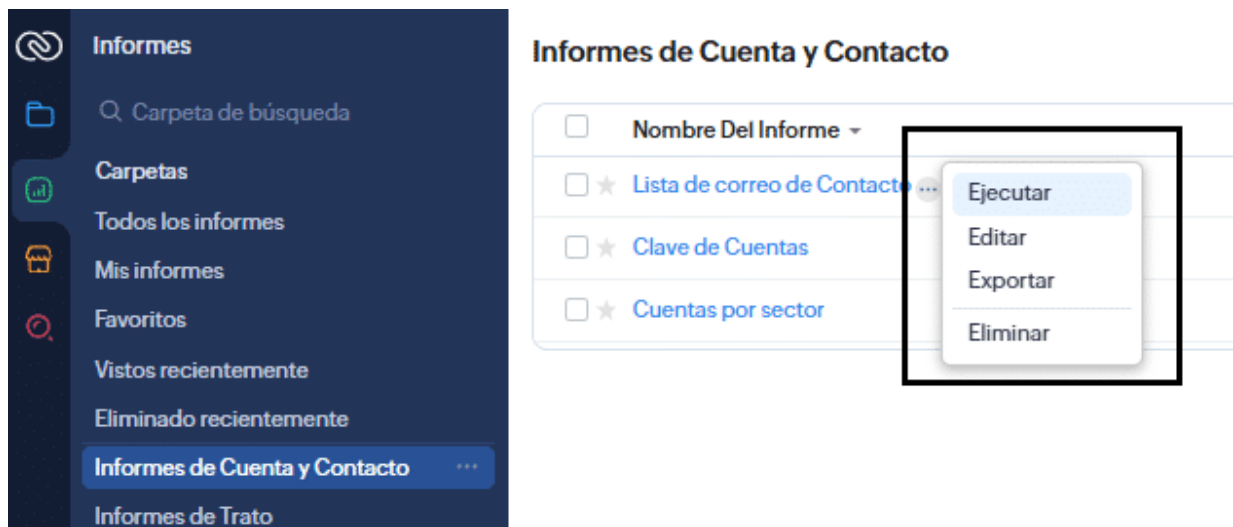 Informes
Carpeta de búsqueda
Carpetas
Todos los informes
Mis informes
Favoritos
Vistos recientemente
Eliminado recientemente
Informes de Cuenta y Contacto ...
Informes de Trato
Informes de Cuenta y Contacto
Nombre Del Informe
Lista de correo de Contacto ...
Clave de Cuentas
Cuentas por sector
Ejecutar
Editar
Exportar
Eliminar